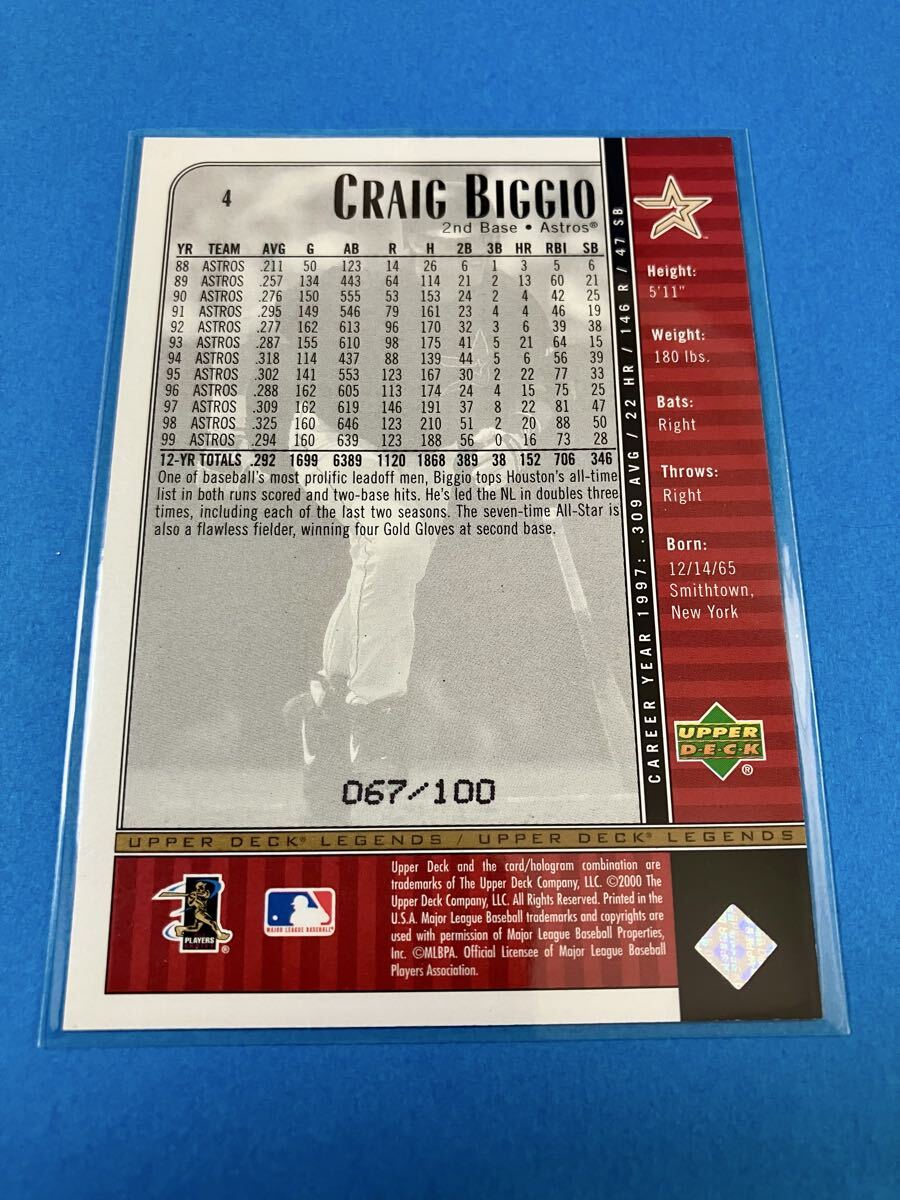 4
CRAIG BIGGIO
2nd Base • Astros®
YR TEAM AVG G AB R H 2B 3B HR RBI SB
88 ASTROS .211 50 123 14 26 6 1 3 5 6
89 ASTROS .257 134 443 64 114 21 2 13 60 21
90 ASTROS .276 150 555 53 153 24 2 4 42 25
91 ASTROS .295 149 546 79 161 23 4 4 46 19
92 ASTROS .277 162 613 96 170 32 3 6 39 38
93 ASTROS .287 155 610 98 175 41 5 21 64 15
94 ASTROS .318 114 437 88 139 44 5 6 56 39
95 ASTROS .302 141 553 123 167 30 2 22 77 33
96 ASTROS .288 162 605 113 174 24 4 15 75 25
97 ASTROS .309 162 619 146 191 37 8 22 81 47
98 ASTROS .325 160 646 123 210 51 2 20 88 50
99 ASTROS .294 160 639 123 188 56 0 16 73 28
12-YR TOTALS .292 1699 6389 1120 1868 389 38 152 706 346
One of baseball's most prolific leadoff men, Biggio tops Houston's all-time
list in both runs scored and two-base hits. He's led the NL in doubles three
times, including each of the last two seasons. The seven-time All-Star is
also a flawless fielder, winning four Gold Gloves at second base.
CAREER YEAR 1997: .309 AVG / 22 HR / 146 R / 47 SB
Height:
5'11"
Weight:
180 lbs.
Bats:
Right
Throws:
Right
Born:
12/14/65
Smithtown,
New York
UPPER
D·E·C·K
®
067/100
UPPER DECK® LEGENDS / UPPER DECK® LEGENDS
PLAYERS
®
MAJOR LEAGUE BASEBALL®
Upper Deck and the card/hologram combination are
trademarks of The Upper Deck Company, LLC. ©2000 The
Upper Deck Company, LLC. All Rights Reserved. Printed in the
U.S.A. Major League Baseball trademarks and copyrights are
used with permission of Major League Baseball Properties,
Inc. ©MLBPA. Official Licensee of Major League Baseball
Players Association.